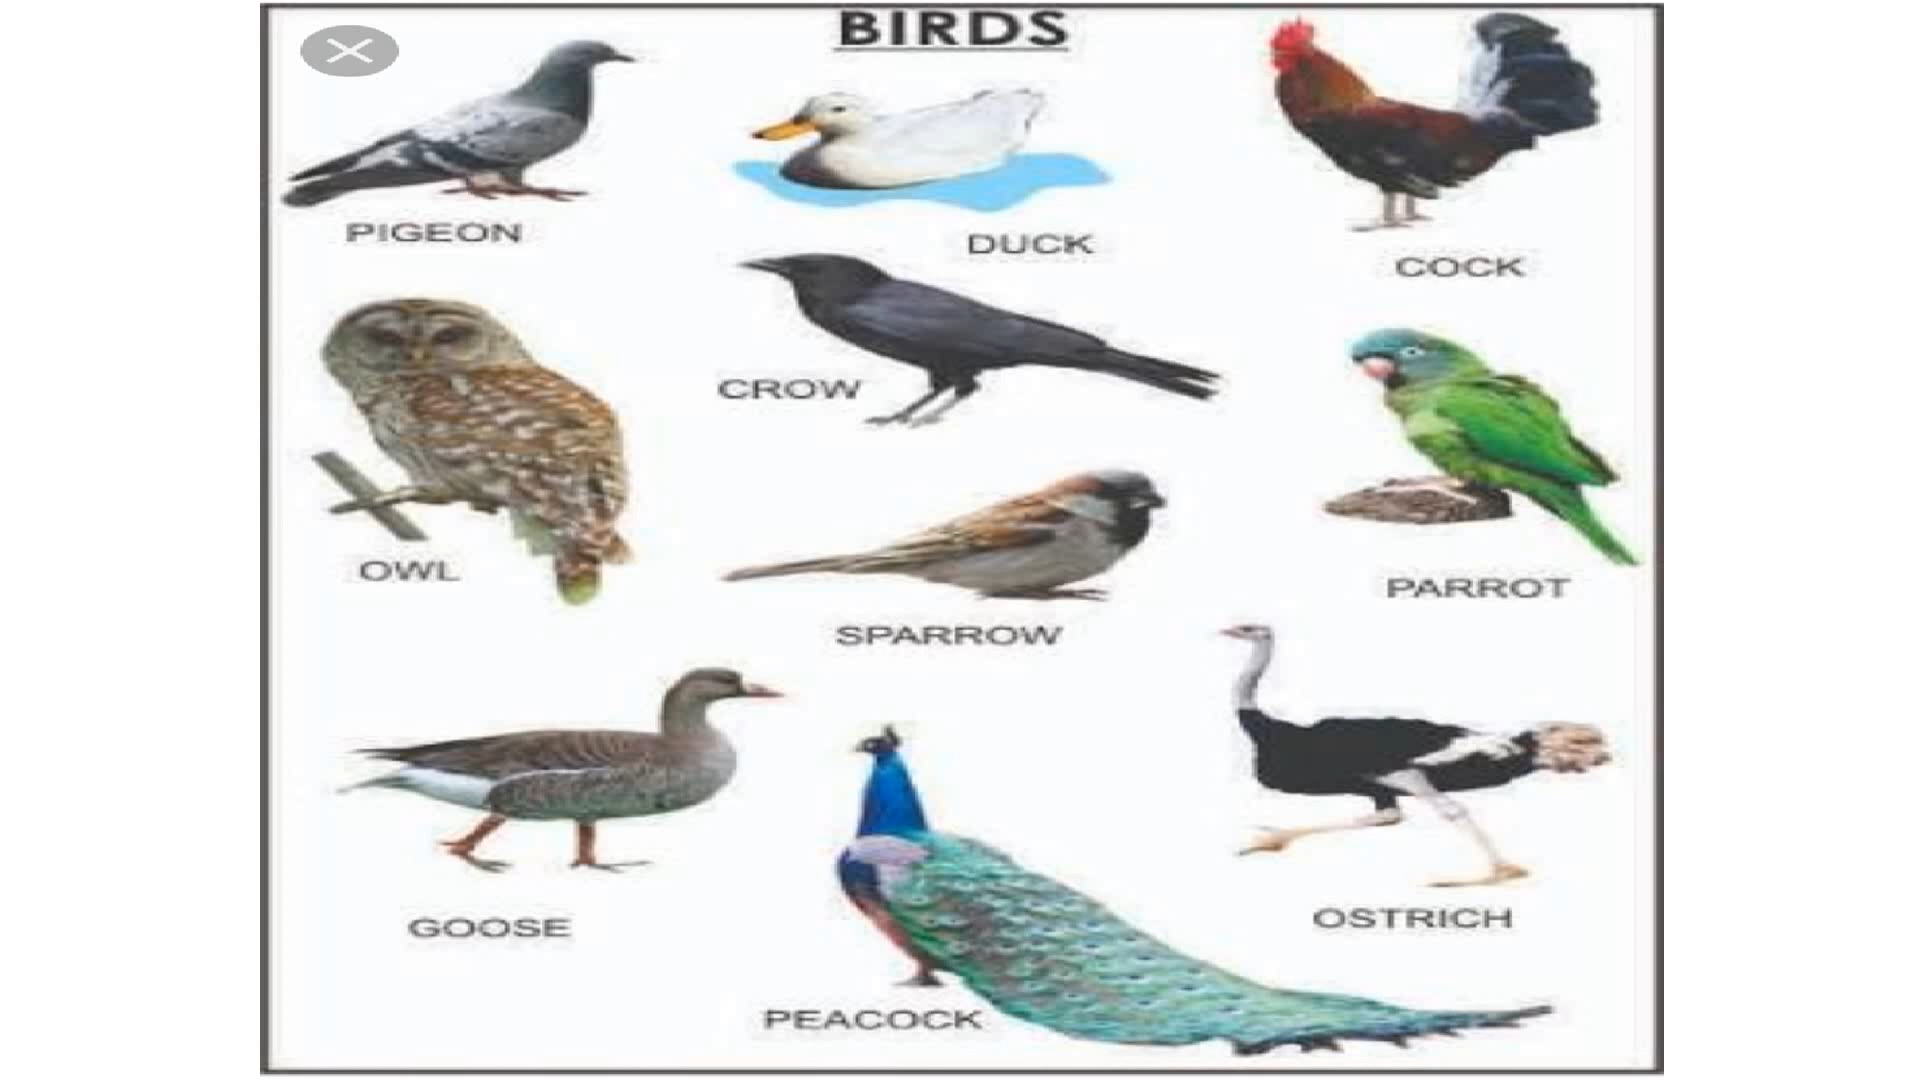 BIRDS
PIGEON
DUCK
COCK
CROW
OWL
PARROT
SPARROW
GOOSE
OSTRICH
PEACOCK